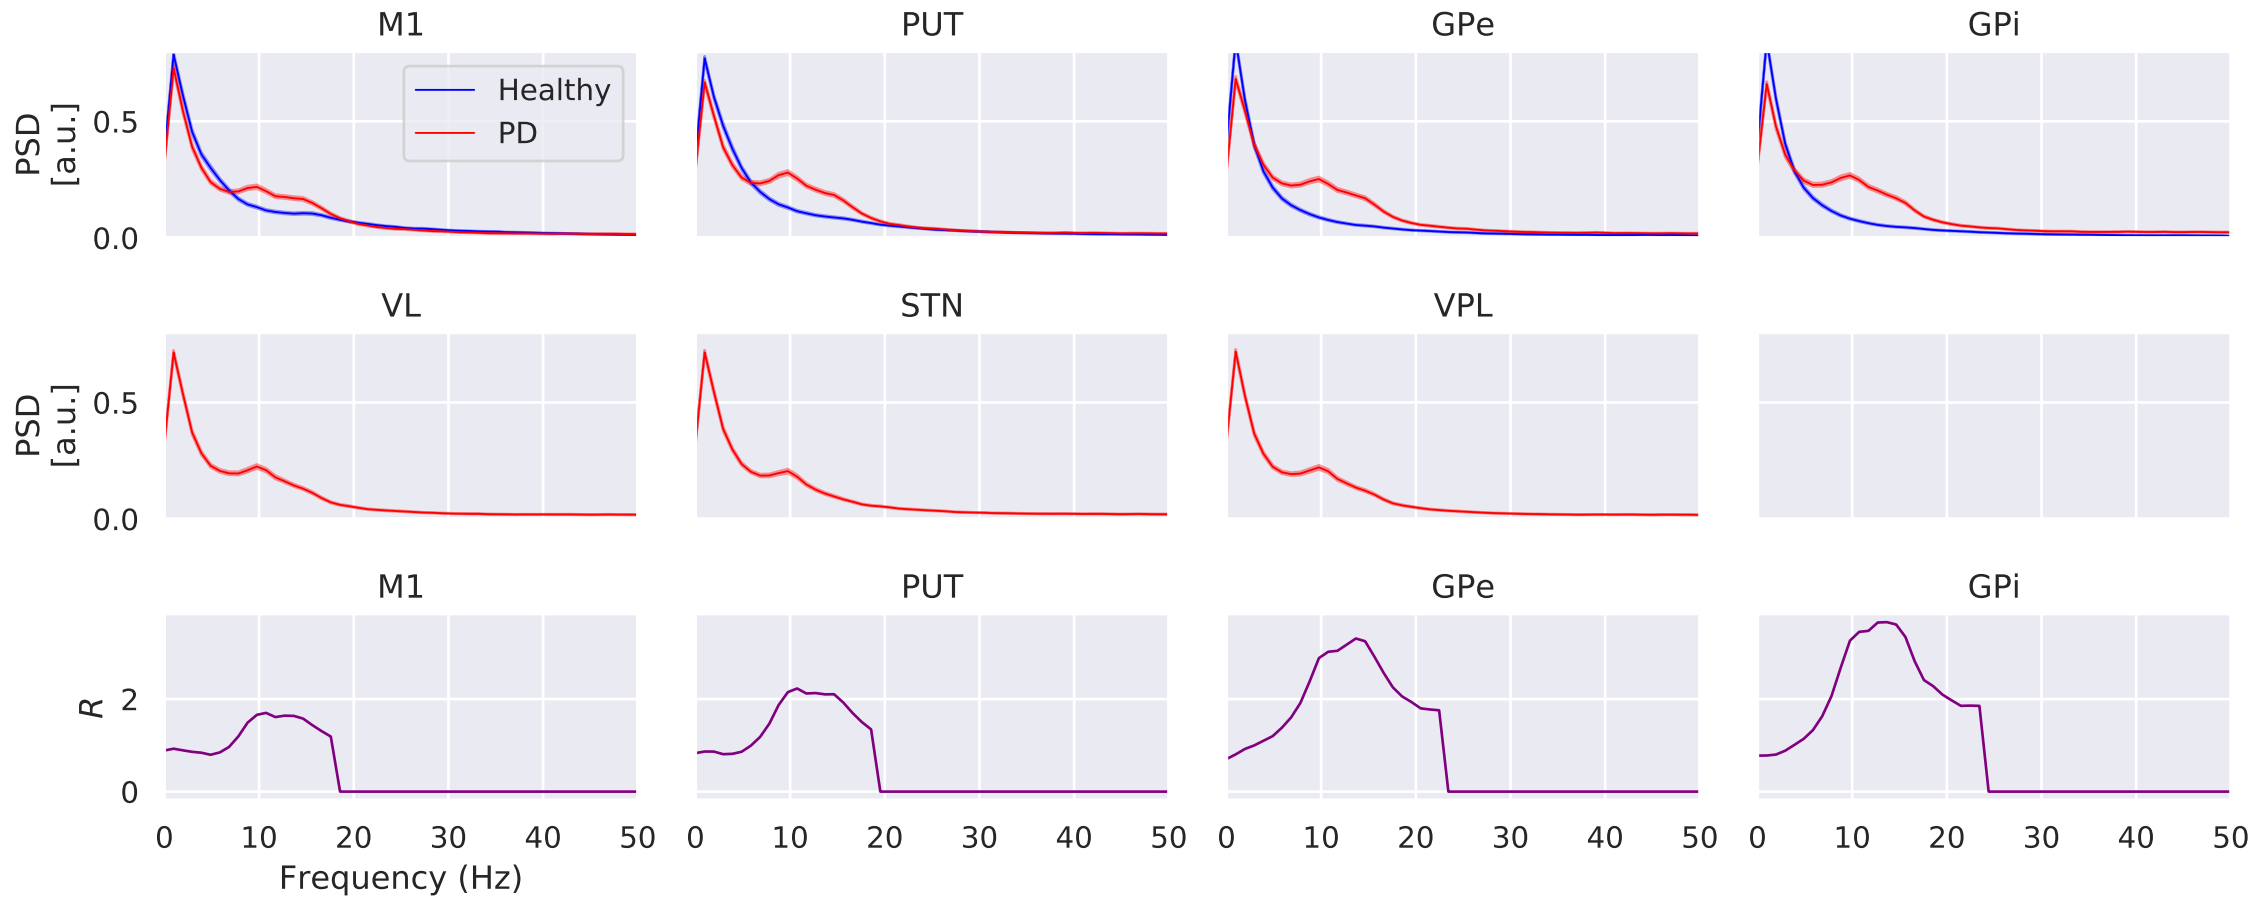 M1 PUT GPe GPi
PSD
[a.u.]
0.5
0.0
Healthy
PD
VL STN VPL
PSD
[a.u.]
0.5
0.0
M1 PUT GPe GPi
R
2
0
0 10 20 30 40 50 0 10 20 30 40 50 0 10 20 30 40 50 0 10 20 30 40 50
Frequency (Hz)